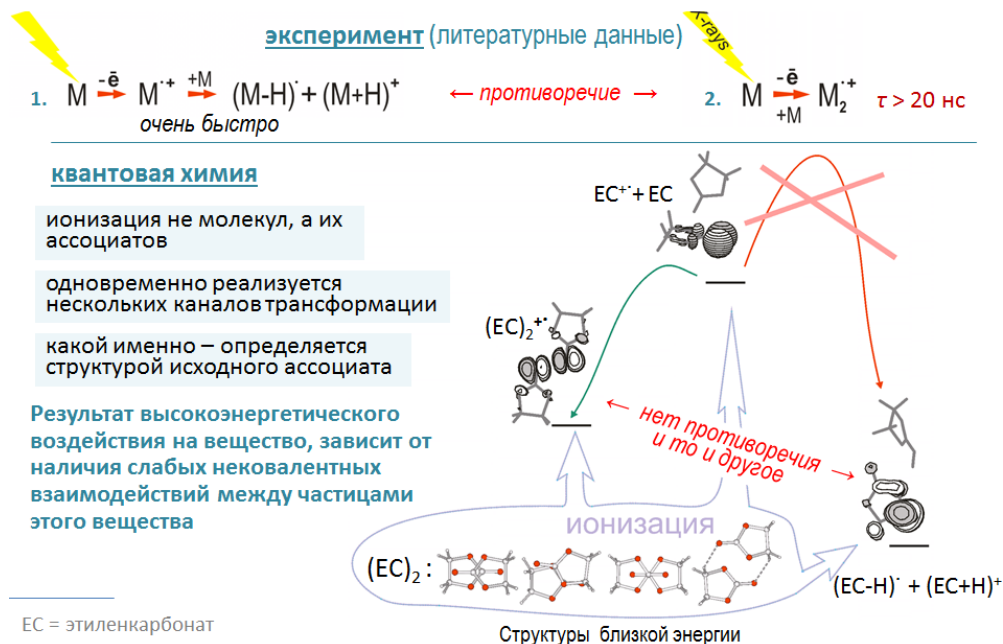 эксперимент (литературные данные)
X-rays
1. M -ē M·+ +M (M-H)· + (M+H)+
очень быстро
← противоречие →
2. M -ē +M M2·+ τ > 20 нс
квантовая химия
ионизация не молекул, а их
ассоциатов
одновременно реализуется
нескольких каналов трансформации
какой именно – определяется
структурой исходного ассоциата
Результат высокоэнергетического
воздействия на вещество, зависит от
наличия слабых нековалентных
взаимодействий между частицами
этого вещества
EC+· + EC
(EC)2+·
← нет противоречия →
и то и другое
ионизация
(EC)2 :
(EC-H)· + (EC+H)+
Структуры близкой энергии
EC = этиленкарбонат